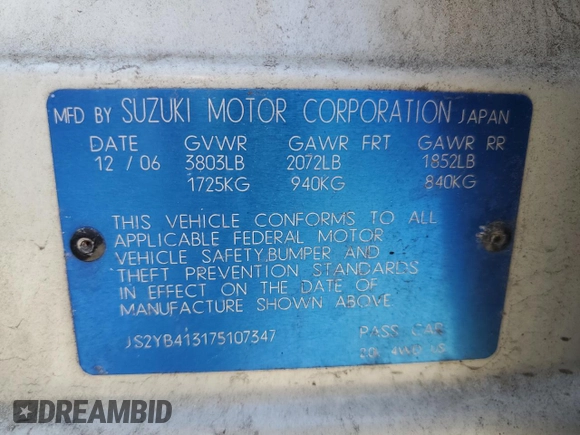 MFD BY SUZUKI MOTOR CORPORATION JAPAN
DATE GVWR GAWR FRT GAWR RR
12 / 06 3803LB 2072LB 1852LB
1725KG 940KG 840KG
THIS VEHICLE CONFORMS TO ALL
APPLICABLE FEDERAL MOTOR
VEHICLE SAFETY,BUMPER AND
THEFT PREVENTION STANDARDS
IN EFFECT ON THE DATE OF
MANUFACTURE SHOWN ABOVE.
JS2YB413175107347 PASS CAR
4WD
DREAMBID